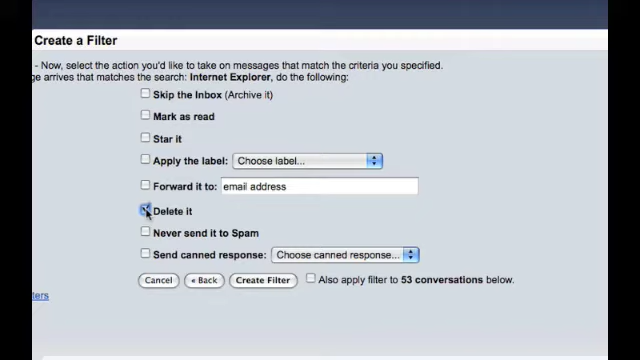 Create a Filter
- Now, select the action you'd like to take on messages that match the criteria you specified.
ge arrives that matches the search: Internet Explorer, do the following:
Skip the Inbox (Archive it)
Mark as read
Star it
Apply the label: Choose label...
Forward it to: email address
Delete it
Never send it to Spam
Send canned response: Choose canned response...
Cancel « Back Create Filter Also apply filter to 53 conversations below.
ters